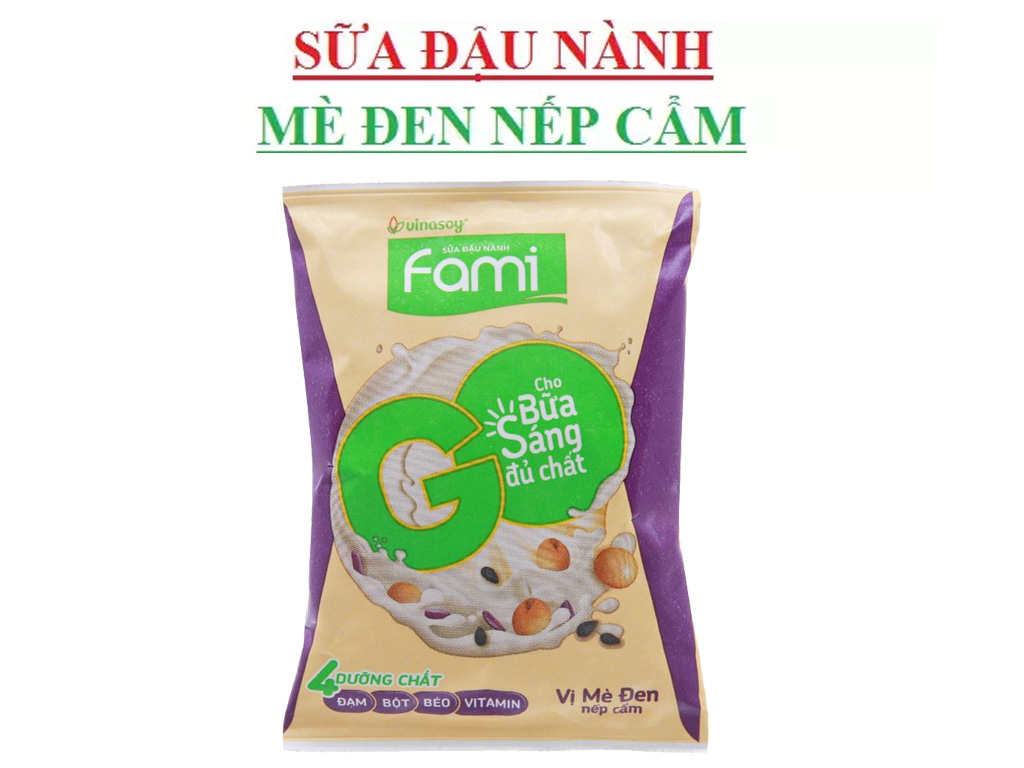 SỮA ĐẬU NÀNH
MÈ ĐEN NẾP CẨM
vinasoy
SỮA ĐẬU NÀNH
Fami
GO
Cho
Bữa
Sáng
đủ chất
4 DƯỠNG CHẤT
ĐẠM BỘT BÉO VITAMIN
Vị Mè Đen
nếp cẩm